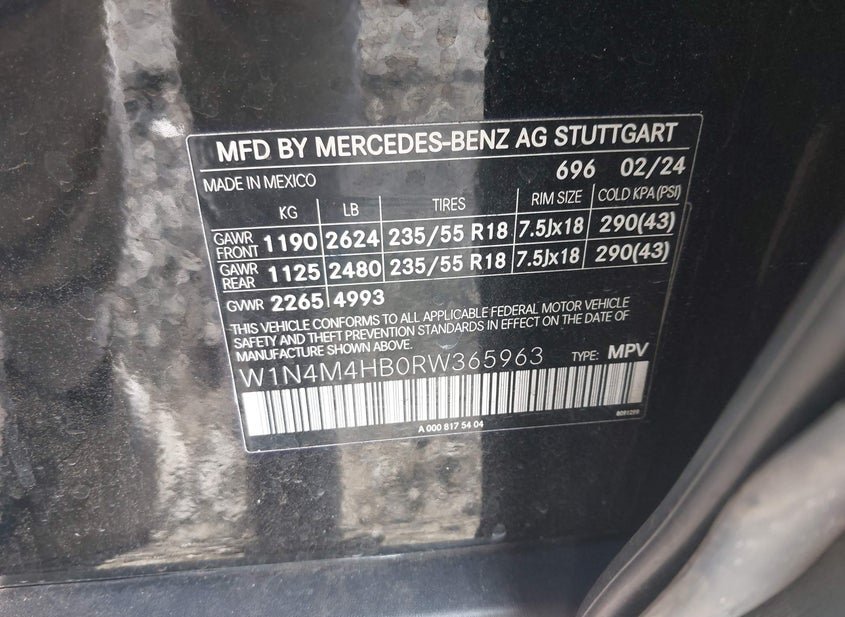 MFD BY MERCEDES-BENZ AG STUTTGART
696 02/24
MADE IN MEXICO
KG LB TIRES RIM SIZE COLD KPA(PSI)
GAWR FRONT 1190 2624 235/55 R18 7.5Jx18 290(43)
GAWR REAR 1125 2480 235/55 R18 7.5Jx18 290(43)
GVWR 2265 4993
THIS VEHICLE CONFORMS TO ALL APPLICABLE FEDERAL MOTOR VEHICLE
SAFETY AND THEFT PREVENTION STANDARDS IN EFFECT ON THE DATE OF
MANUFACTURE SHOWN ABOVE.
W1N4M4HB0RW365963 TYPE: MPV
A 000 817 54 04